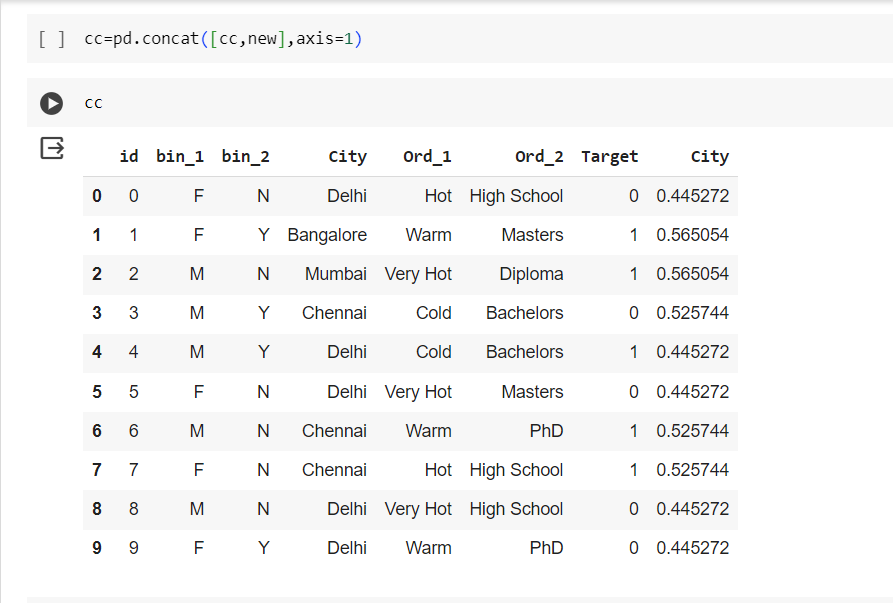 [ ] cc=pd.concat([cc,new],axis=1)
cc
id bin_1 bin_2 City Ord_1 Ord_2 Target City
0 0 F N Delhi Hot High School 0 0.445272
1 1 F Y Bangalore Warm Masters 1 0.565054
2 2 M N Mumbai Very Hot Diploma 1 0.565054
3 3 M Y Chennai Cold Bachelors 0 0.525744
4 4 M Y Delhi Cold Bachelors 1 0.445272
5 5 F N Delhi Very Hot Masters 0 0.445272
6 6 M N Chennai Warm PhD 1 0.525744
7 7 F N Chennai Hot High School 1 0.525744
8 8 M N Delhi Very Hot High School 0 0.445272
9 9 F Y Delhi Warm PhD 0 0.445272